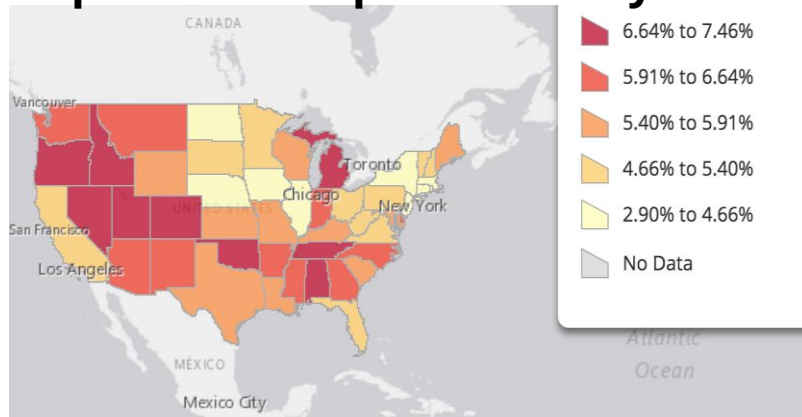 CANADA
Vancouver
Toronto
Chicago
UNITED STATES
New York
San Francisco
Los Angeles
MÉXICO
Mexico City
Atlantic
Ocean
6.64% to 7.46%
5.91% to 6.64%
5.40% to 5.91%
4.66% to 5.40%
2.90% to 4.66%
No Data